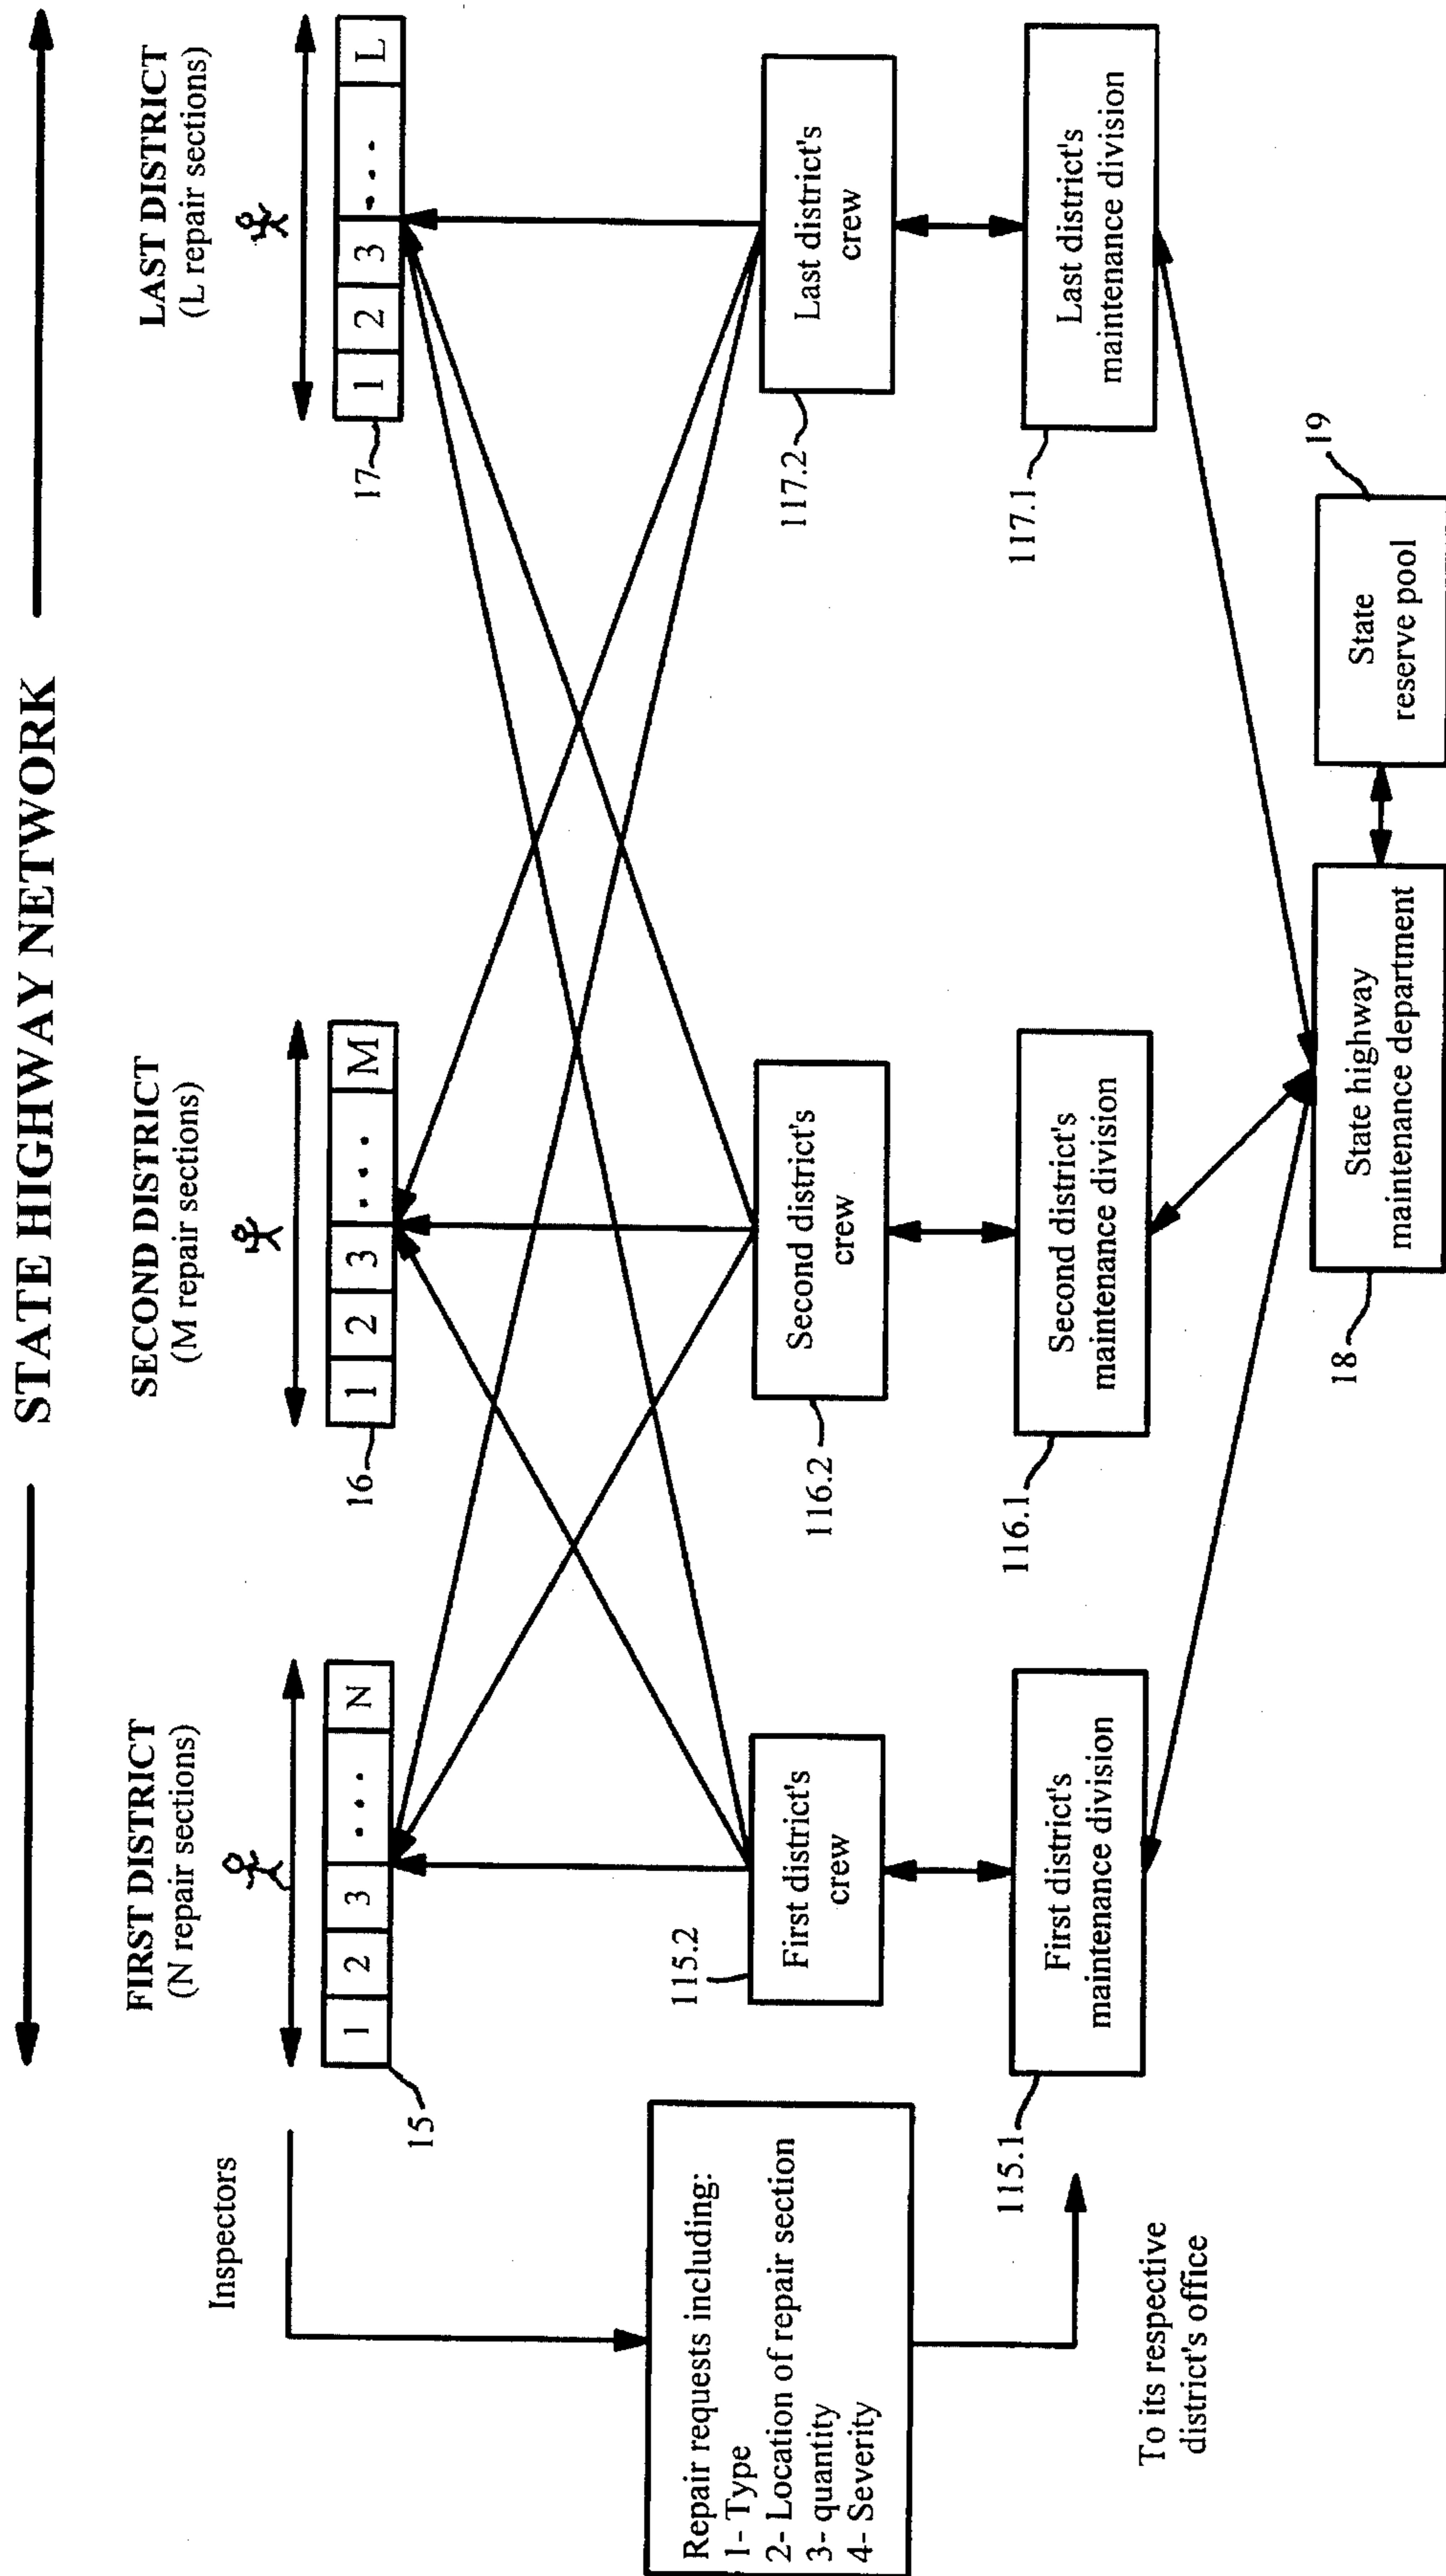 STATE HIGHWAY NETWORK
FIRST DISTRICT
(N repair sections)
SECOND DISTRICT
(M repair sections)
LAST DISTRICT
(L repair sections)
Inspectors
1 2 3 .... N
15
1 2 3 .... M
16
1 2 3 .... L
17
Repair requests including:
1- Type
2- Location of repair section
3- quantity
4- Severity
115.2
First district's
crew
Second district's
crew
116.2
Last district's
crew
117.2
115.1
First district's
maintenance division
Second district's
maintenance division
116.1
Last district's
maintenance division
117.1
To its respective
district's office
State highway
maintenance department
18
State
reserve pool
19